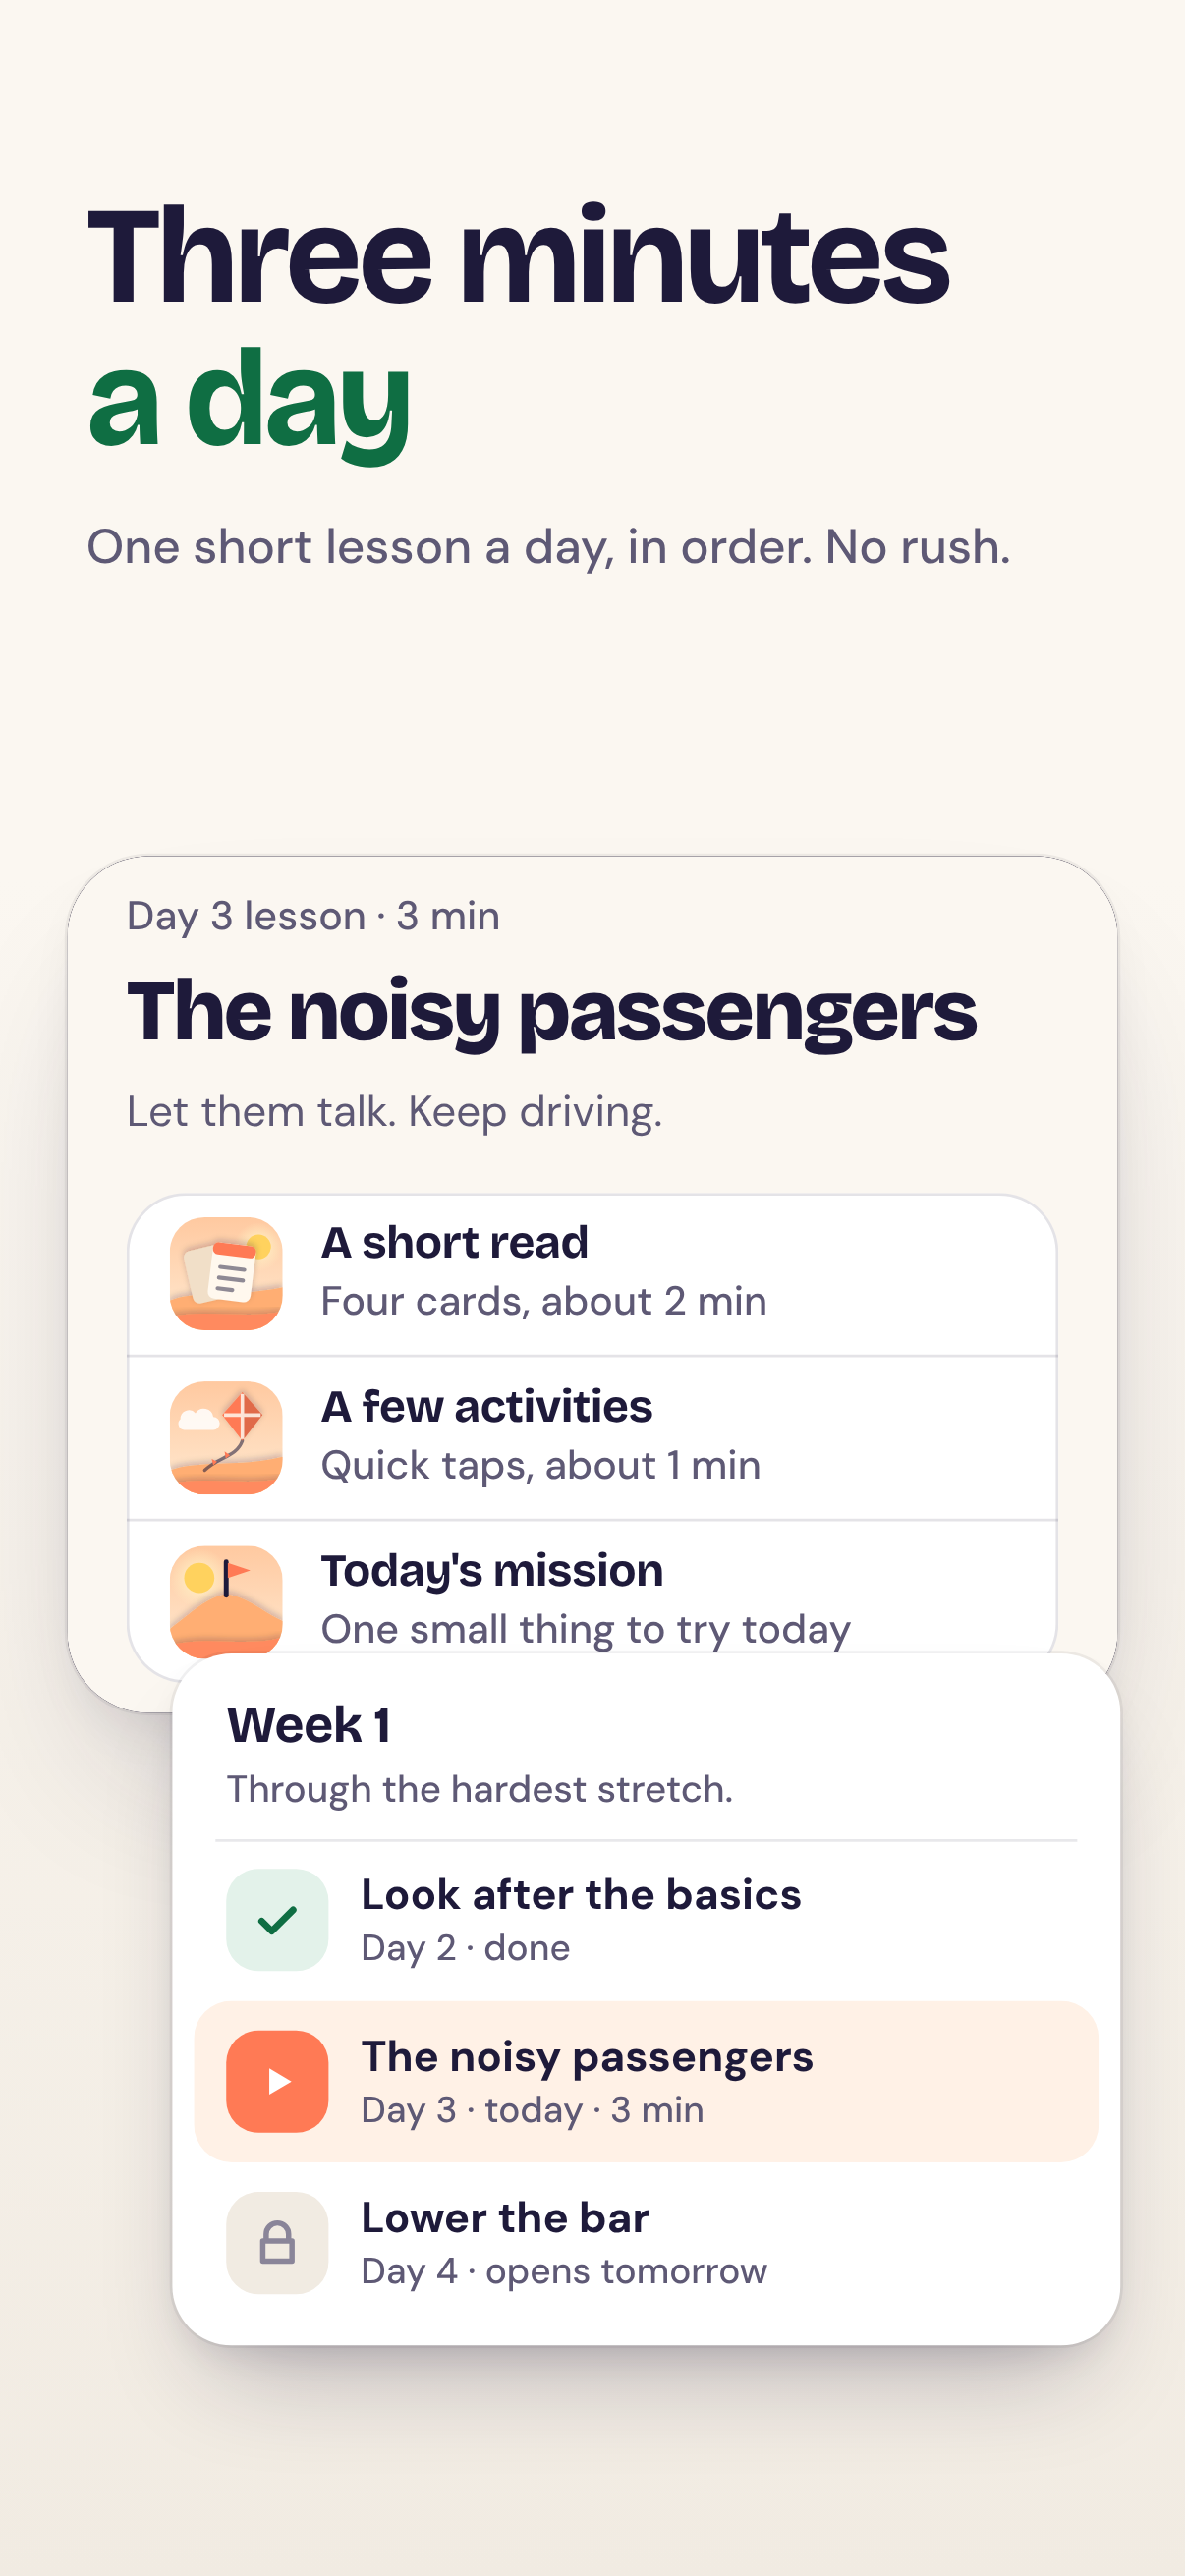 Three minutes
a day
One short lesson a day, in order. No rush.
Day 3 lesson · 3 min
The noisy passengers
Let them talk. Keep driving.
A short read
Four cards, about 2 min
A few activities
Quick taps, about 1 min
Today's mission
One small thing to try today
Week 1
Through the hardest stretch.
Look after the basics
Day 2 · done
The noisy passengers
Day 3 · today · 3 min
Lower the bar
Day 4 · opens tomorrow